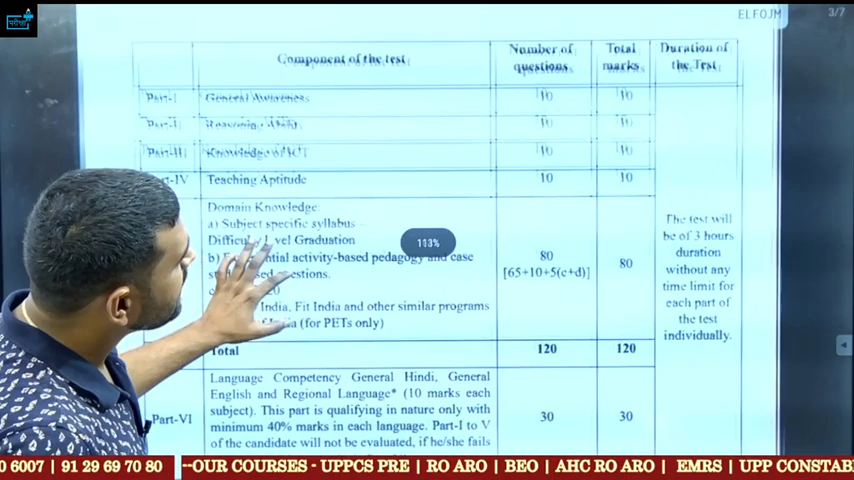 परीक्षा
ELFOJM
3/7
Component of the test
Number of questions
Total marks
Duration of the Test
Part-I General Awareness 10 10
Part-II Reasoning Ability 10 10
Part-III Knowledge of ICT 10 10
Part-IV Teaching Aptitude 10 10
Domain Knowledge:
a) Subject specific syllabus –
Level Graduation
activity-based pedagogy and case
questions.
India, Fit India and other similar programs
(for PETs only)
80
[65+10+5(c+d)]
80
The test will
be of 3 hours
duration
without any
time limit for
each part of
the test
individually.
113%
Total 120 120
Part-VI
Language Competency General Hindi, General
English and Regional Language* (10 marks each
subject). This part is qualifying in nature only with
minimum 40% marks in each language. Part-I to V
of the candidate will not be evaluated, if he/she fails
30
30
0 6007 | 91 29 69 70 80 --OUR COURSES - UPPCS PRE | RO ARO | BEO | AHC RO ARO | EMRS | UPP CONSTAB